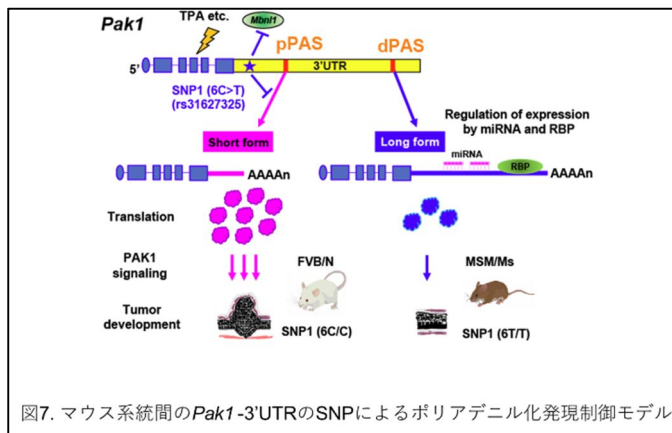 Pak1
TPA etc.
Mbnl1
pPAS
dPAS
5’
3’UTR
SNP1 (6C>T)
(rs31627325)
Regulation of expression
by miRNA and RBP
Short form
Long form
miRNA
RBP
AAAAn
AAAAn
Translation
PAK1
signaling
FVB/N
MSM/Ms
Tumor
development
SNP1 (6C/C)
SNP1 (6T/T)
図7. マウス系統間のPak1-3’UTRのSNPによるポリアデニル化発現制御モデル